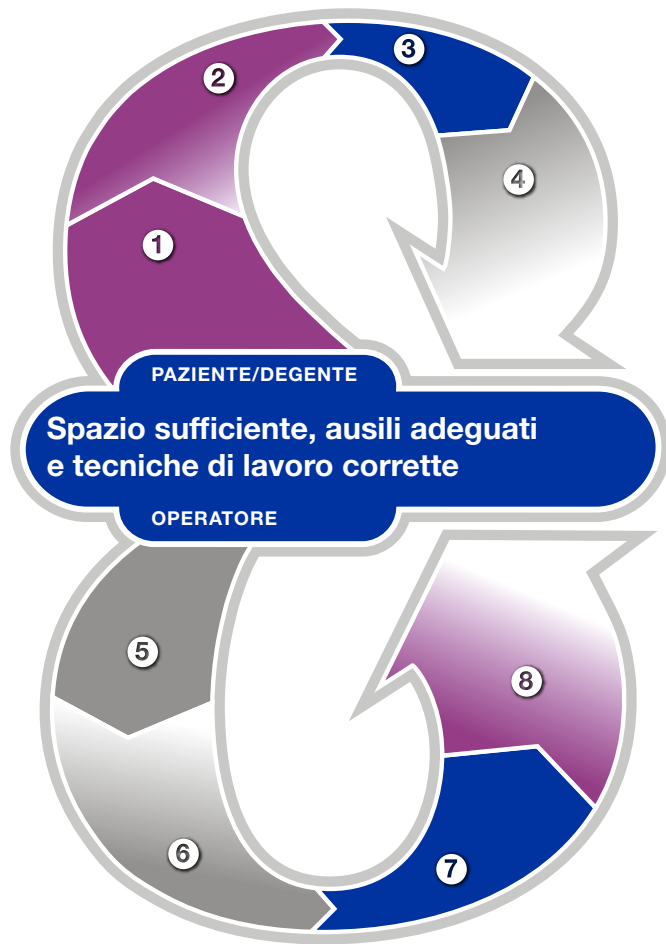 2
3
4
1
PAZIENTE/DEGENTE
Spazio sufficiente, ausili adeguati
e tecniche di lavoro corrette
OPERATORE
5
8
6
7